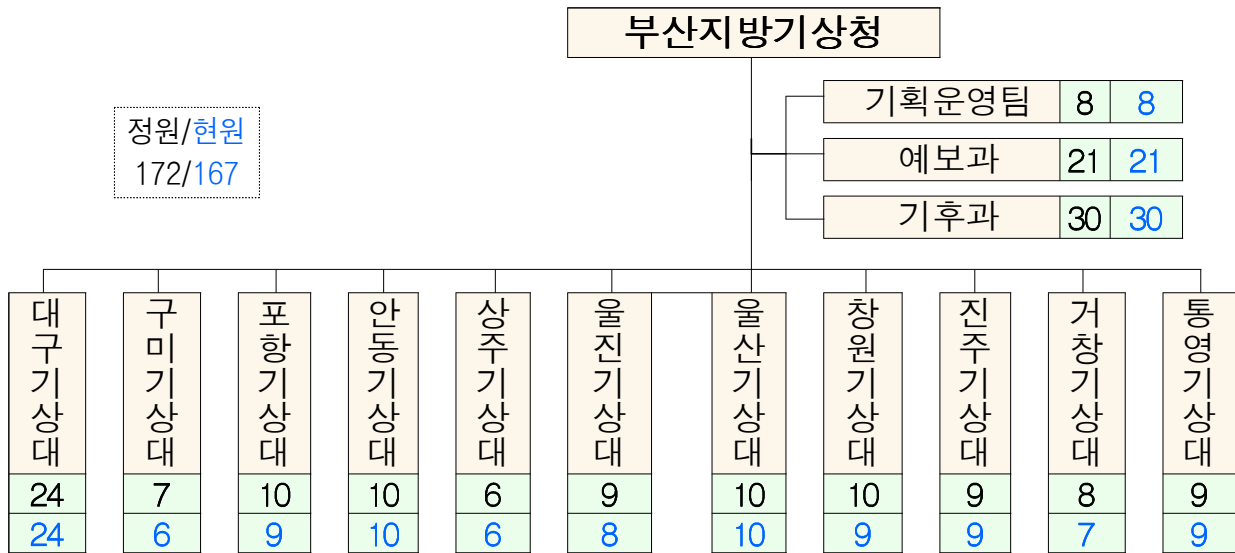 부산지방기상청
정원/현원
172/167
기획운영팀 8 8
예보과 21 21
기후과 30 30
대구기상대 24 24
구미기상대 7 6
포항기상대 10 9
안동기상대 10 10
상주기상대 6 6
울진기상대 9 8
울산기상대 10 10
창원기상대 10 9
진주기상대 9 9
거창기상대 8 7
통영기상대 9 9